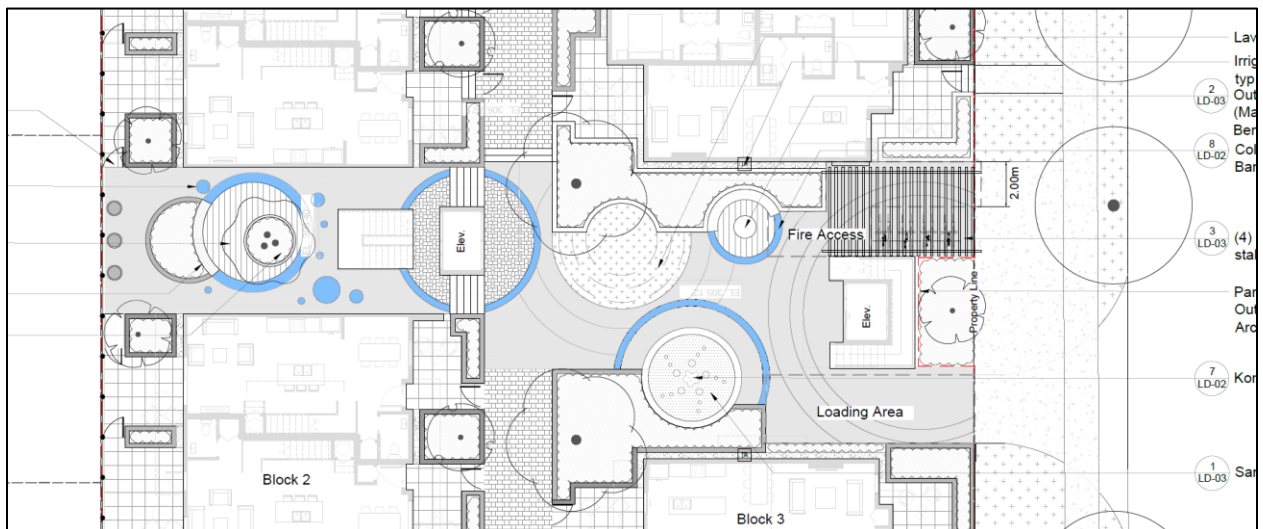 Lav
Irrig
typ
2
LD-03
Out
(Ma
Ben
8
LD-02
Col
Bar
2.00m
3
LD-03
(4)
stal
Fire Access
Elev.
Elev.
Property Line
Par
Out
Arc
7
LD-02
Kor
Loading Area
1
LD-03
San
Block 2
Block 3